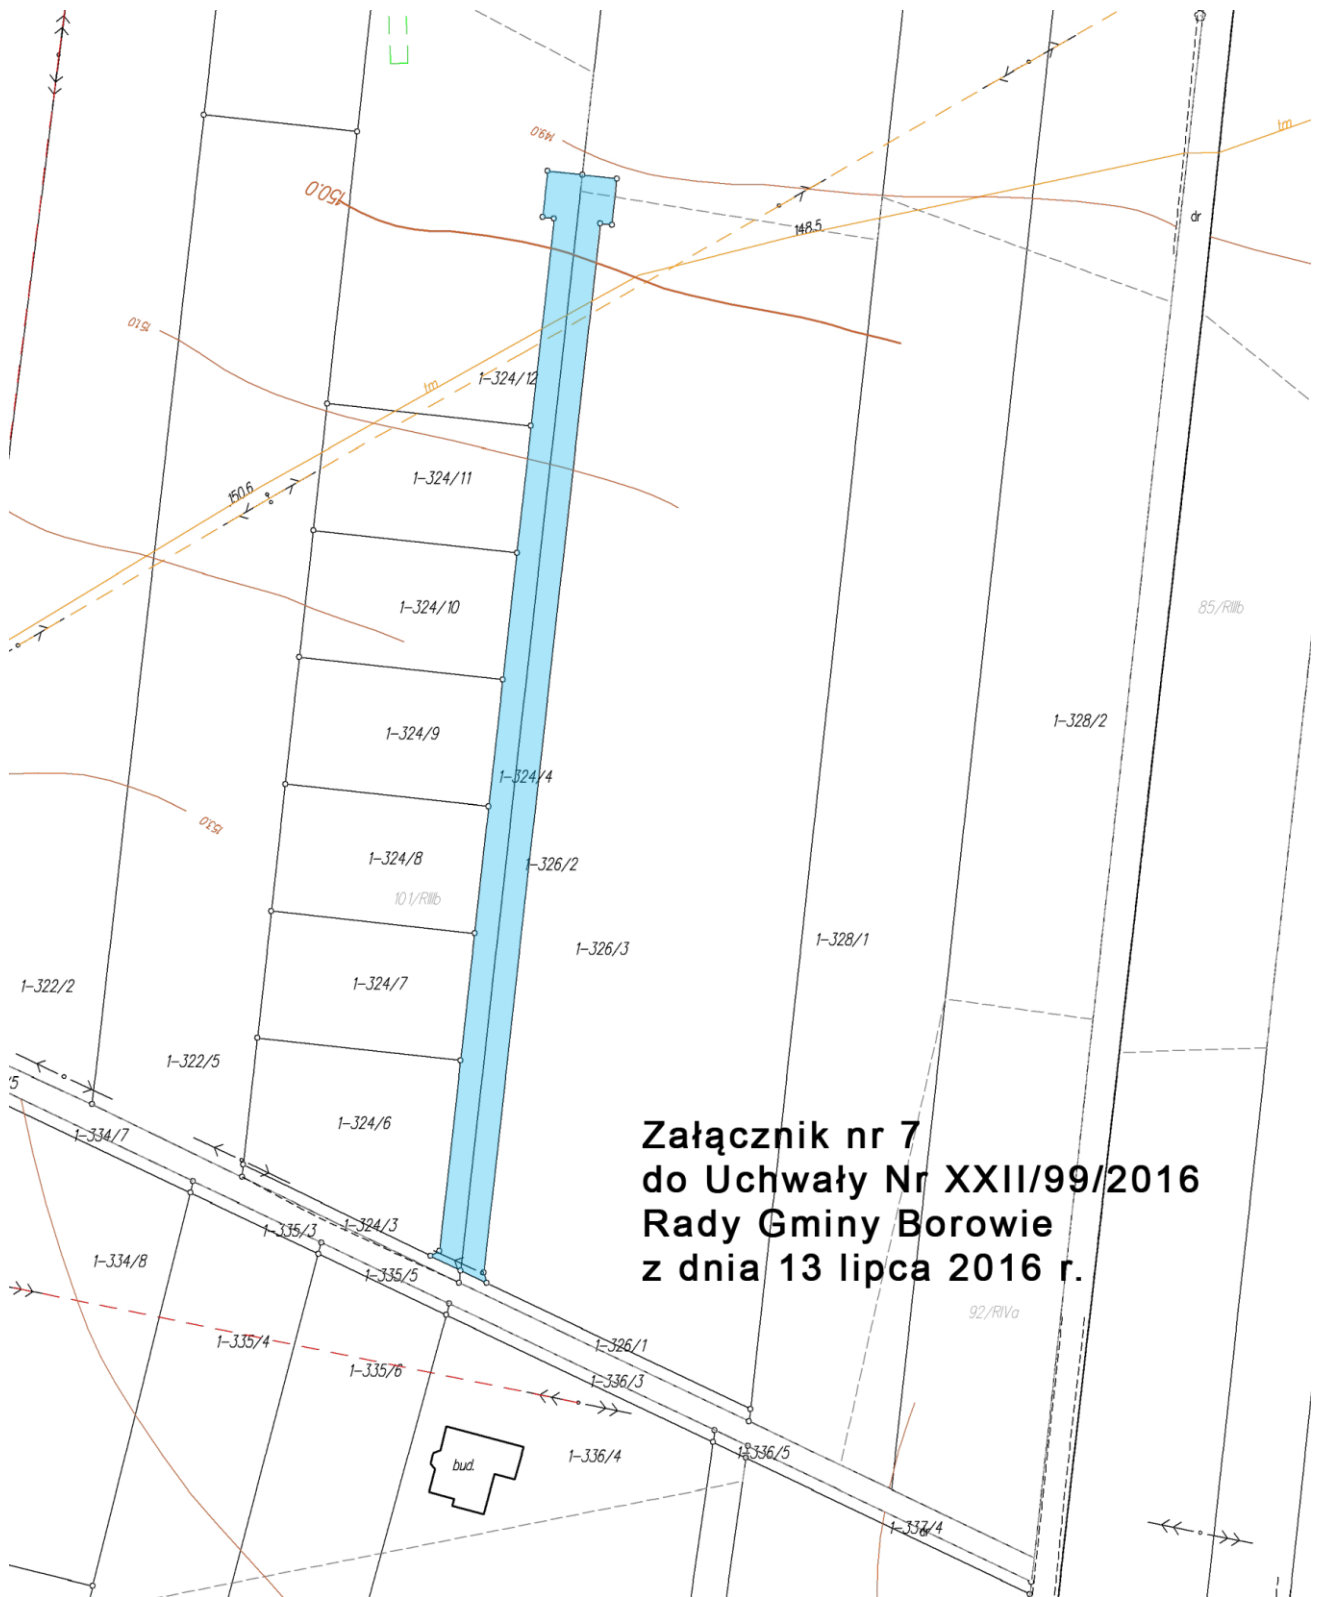 149.0
tm
150.0
dr
148.5
151.0
tm
1-324/12
1-324/11
150.6
1-324/10
85/RIIIb
1-328/2
1-324/9
1-324/4
153.0
1-324/8
1-326/2
101/RIIIb
1-328/1
1-326/3
1-324/7
1-322/2
1-322/5
/5
1-324/6
1-334/7
Załącznik nr 7
do Uchwały Nr XXII/99/2016
Rady Gminy Borowie
z dnia 13 lipca 2016 r.
1-324/3
1-335/3
1-334/8
1-335/5
92/RIVa
1-335/4
1-326/1
1-335/6
1-336/3
1-336/5
1-336/4
bud.
1-337/4
dr